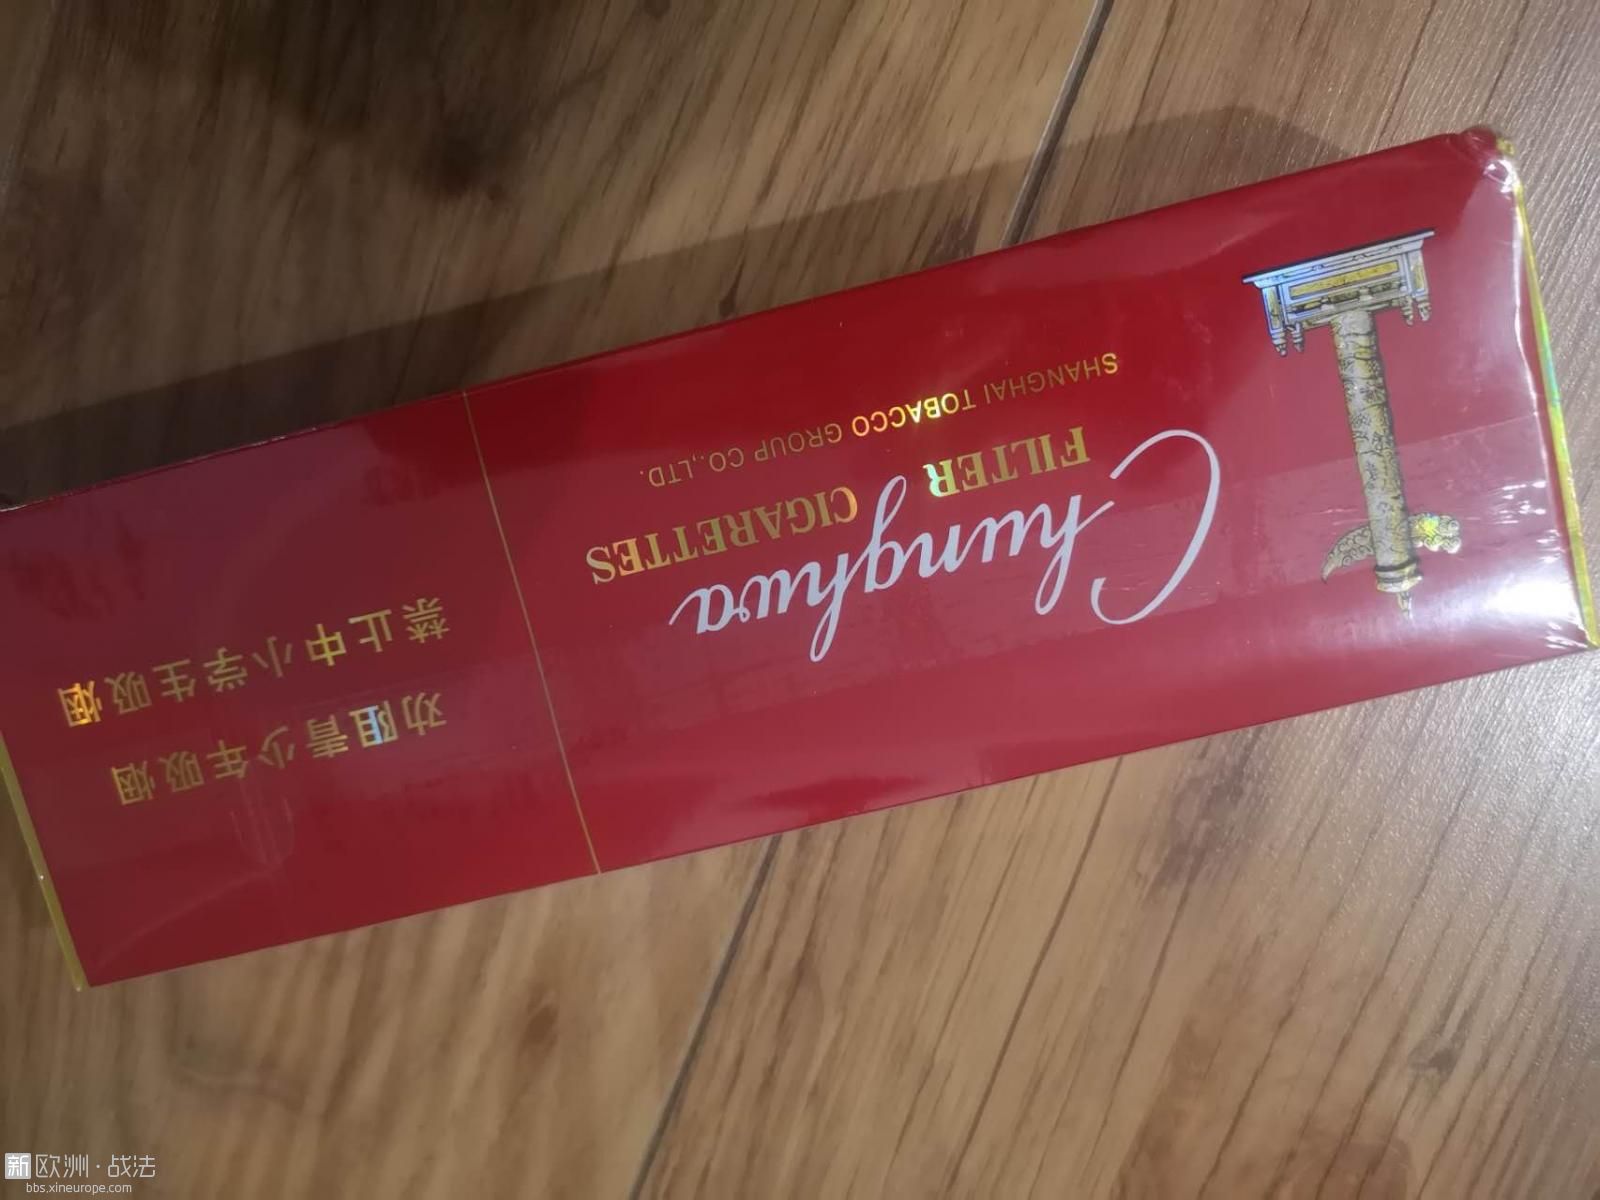 Chunghwa
FILTER CIGARETTES
SHANGHAI TOBACCO GROUP CO.,LTD.
劝阻青少年吸烟
禁止中小学生吸烟
新欧洲·战法
bbs.xineurope.com